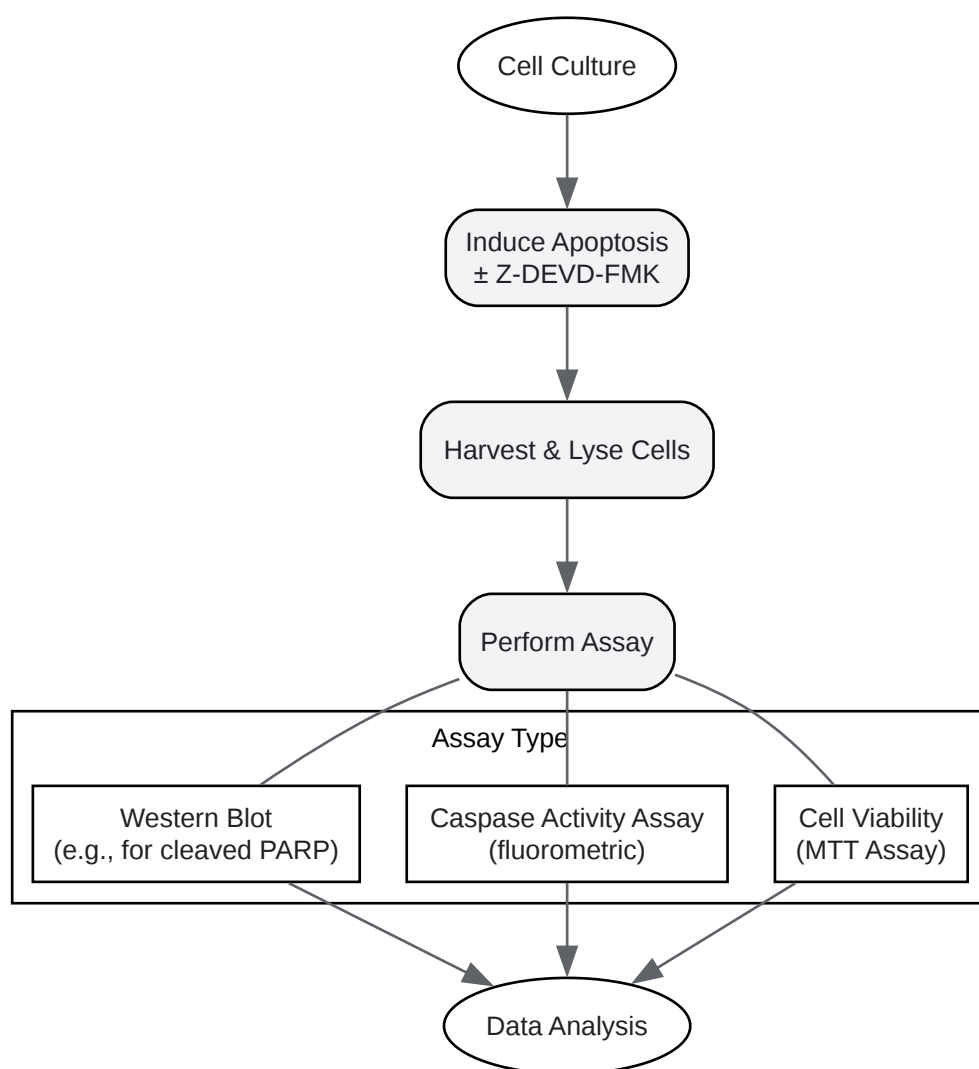 Cell Culture
Induce Apoptosis
± Z-DEVD-FMK
Harvest & Lyse Cells
Perform Assay
Assay Type
Western Blot
(e.g., for cleaved PARP)
Caspase Activity Assay
(fluorometric)
Cell Viability
(MTT Assay)
Data Analysis